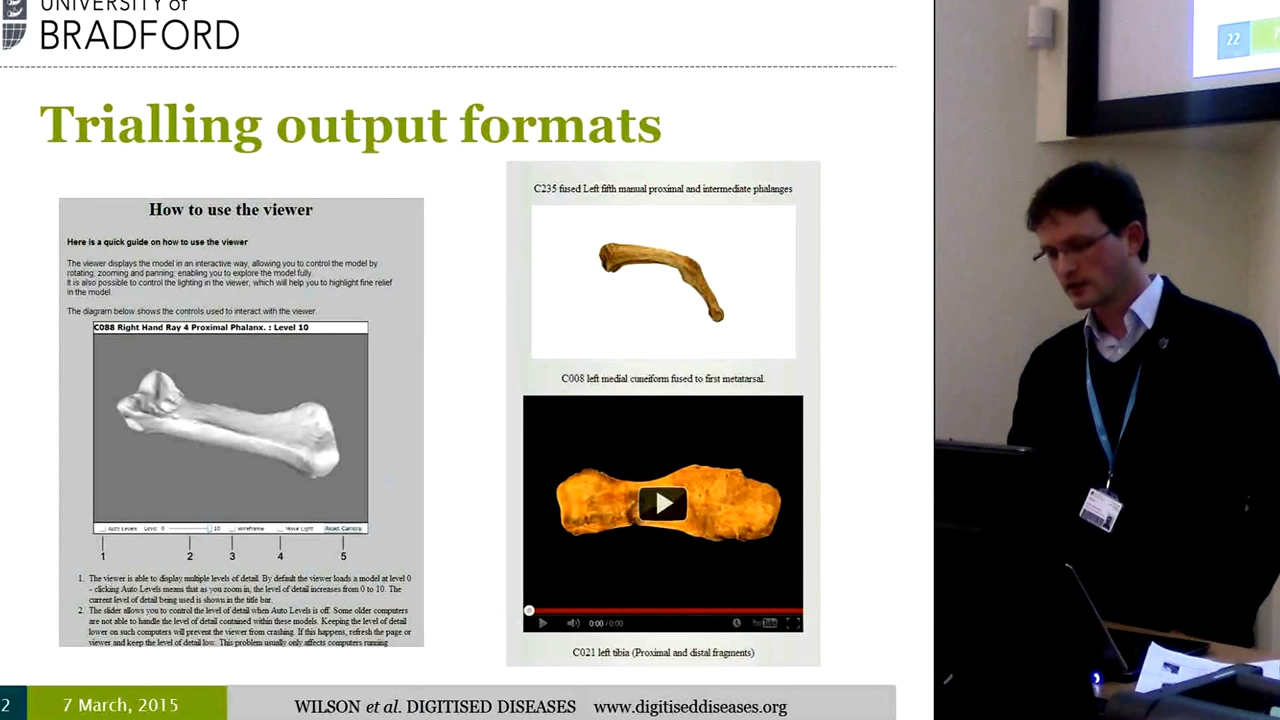 UNIVERSITY of
BRADFORD
Trialling output formats
How to use the viewer
Here is a quick guide on how to use the viewer
The viewer displays the model in an interactive way, allowing you to control the model by
rotating, zooming and panning; enabling you to explore the model fully.
It is also possible to control the lighting in the viewer, which will help you to highlight fine relief
in the model.
The diagram below shows the controls used to interact with the viewer.
C088 Right Hand Ray 4 Proximal Phalanx. : Level 10
Auto Levels Level 0 10 Wireframe Move Light Reset Camera
1 2 3 4 5
1. The viewer is able to display multiple levels of detail. By default the viewer loads a model at level 0
- clicking Auto Levels means that as you zoom in, the level of detail increases from 0 to 10. The
current level of detail being used is shown in the title bar.
2. The slider allows you to control the level of detail when Auto Levels is off. Some older computers
are not able to handle the level of detail contained within these models. Keeping the level of detail
lower on such computers will prevent the viewer from crashing. If this happens, refresh the page or
viewer and keep the level of detail low. This problem usually only affects computers running
C235 fused Left fifth manual proximal and intermediate phalanges
C008 left medial cuneiform fused to first metatarsal.
0:00 / 0:00
YouTube
C021 left tibia (Proximal and distal fragments)
2 7 March, 2015 WILSON et al. DIGITISED DISEASES www.digitiseddiseases.org
22